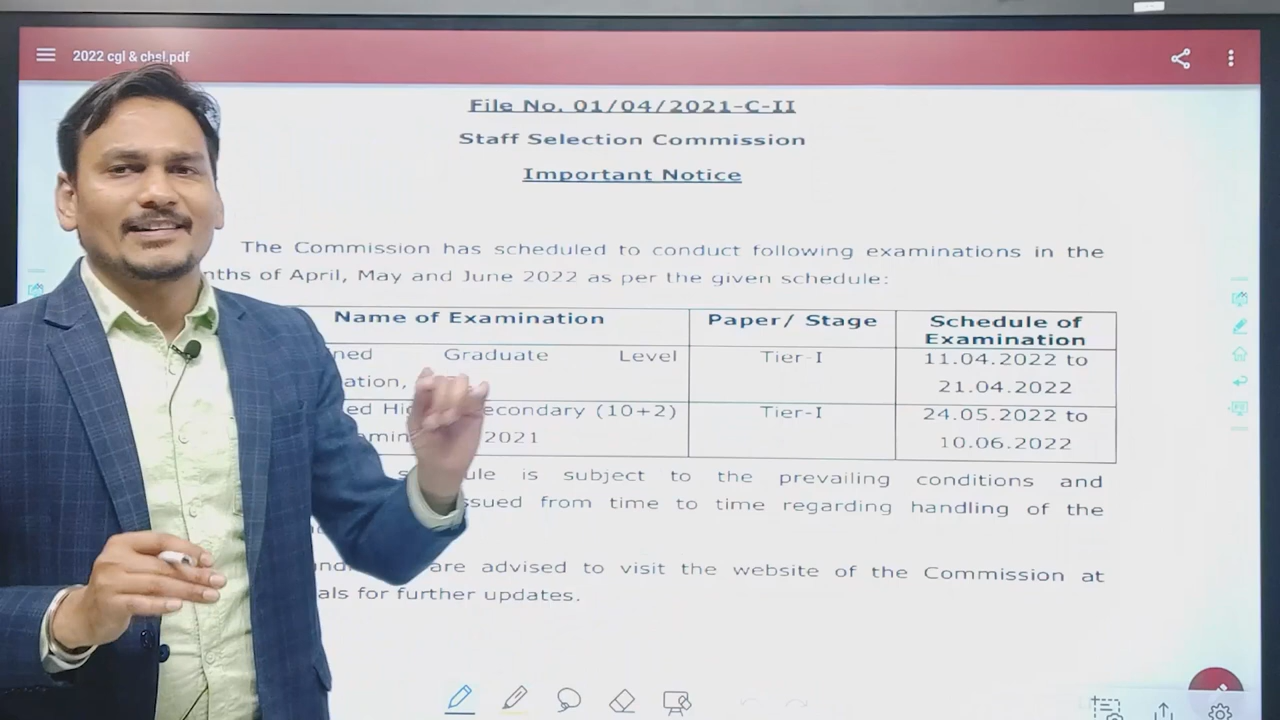 2022 cgl & chsl.pdf
File No. 01/04/2021-C-II
Staff Selection Commission
Important Notice
The Commission has scheduled to conduct following examinations in the
nths of April, May and June 2022 as per the given schedule:
Name of Examination Paper/ Stage Schedule of Examination
ned Graduate Level Tier-I 11.04.2022 to
ation, 21.04.2022
ed Hi econdary (10+2) Tier-I 24.05.2022 to
amin 2021 10.06.2022
ule is subject to the prevailing conditions and
ssued from time to time regarding handling of the
are advised to visit the website of the Commission at
als for further updates.